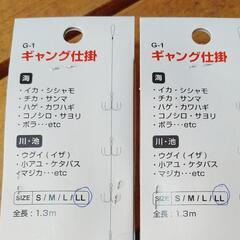 G-1
ギャング仕掛
海
・イカ・シシャモ
・チカ・サンマ
・ハゲ・カワハギ
・コノシロ・サヨリ
・ボラ・・・etc
川・池
・ウグイ(イザ)
・小アユ・ケタバス
・マジカ・・・etc
SIZE S/M/L/LL
全長:1.3m
G-1
ギャング仕掛
海
・イカ・シシャモ
・チカ・サンマ
・ハゲ・カワハギ
・コノシロ・サヨリ
・ボラ・・・etc
川・池
・ウグイ(イザ)
・小アユ・ケタバス
・マジカ・・・etc
SIZE S/M/L/LL
全長:1.3m